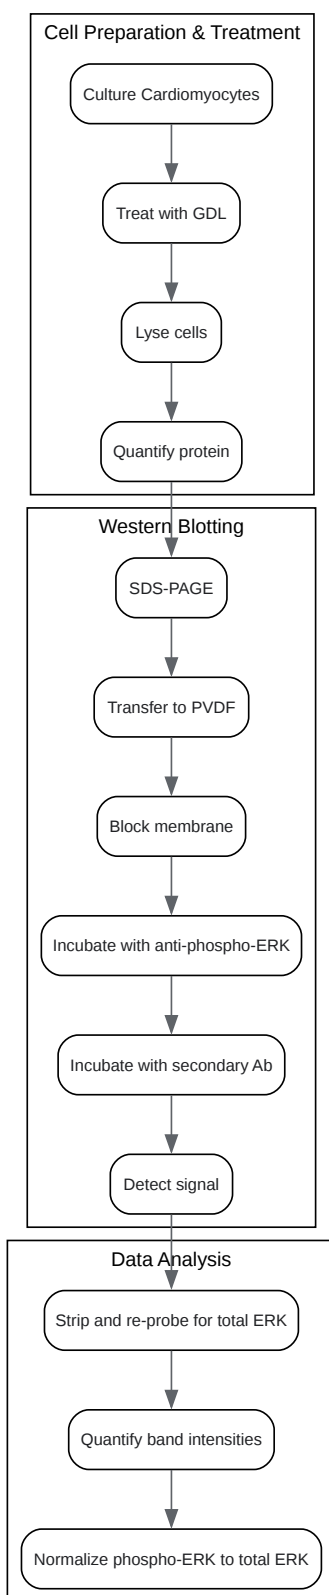 Cell Preparation & Treatment
Culture Cardiomyocytes
Treat with GDL
Lyse cells
Quantify protein
Western Blotting
SDS-PAGE
Transfer to PVDF
Block membrane
Incubate with anti-phospho-ERK
Incubate with secondary Ab
Detect signal
Data Analysis
Strip and re-probe for total ERK
Quantify band intensities
Normalize phospho-ERK to total ERK